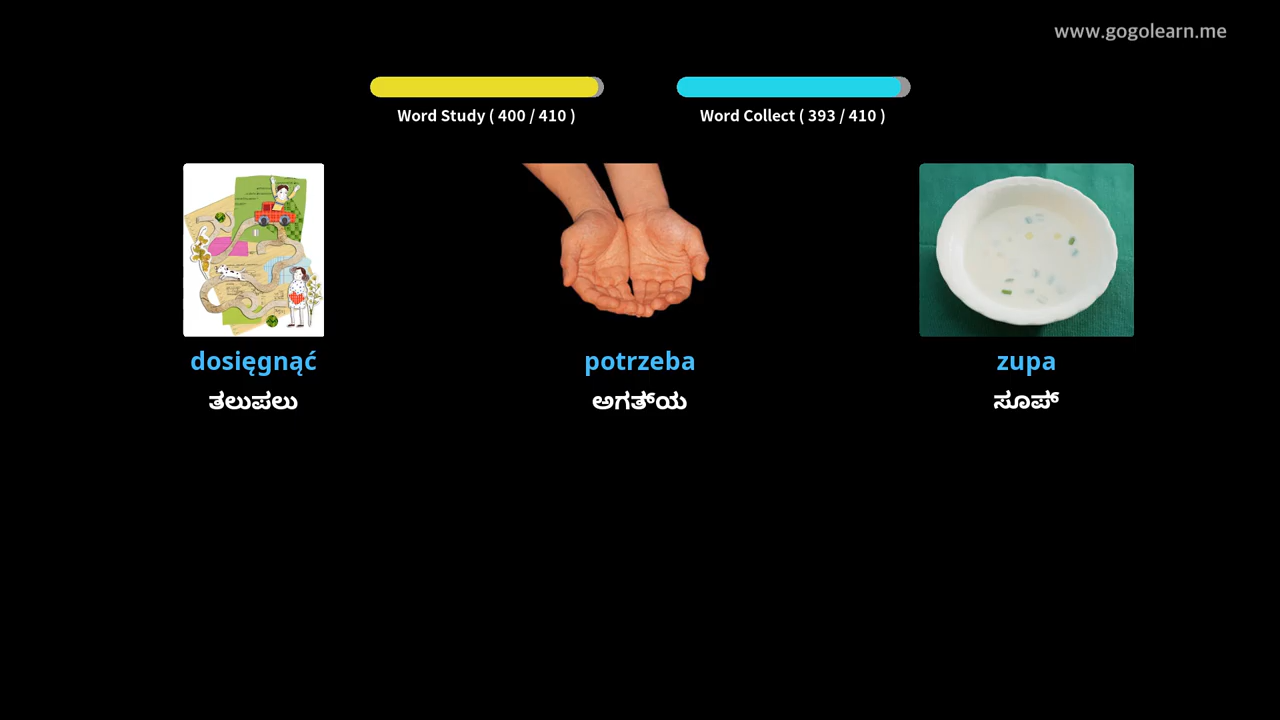 www.gogolearn.me
Word Study ( 400 / 410 )
Word Collect ( 393 / 410 )
dosięgnąć
potrzeba
zupa
ತಲುಪಲು
ಅಗತ್‌ಯ
ಸೂಪ್